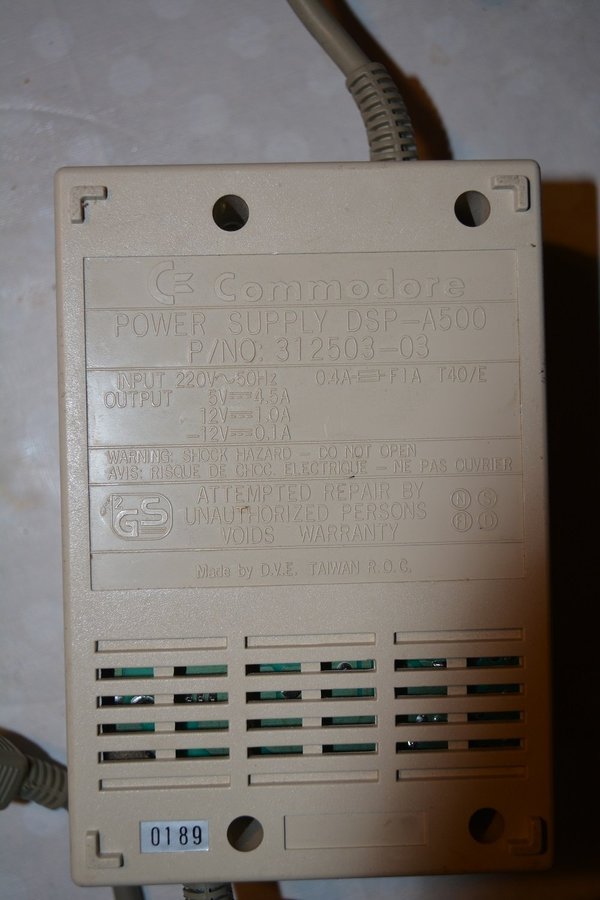 Commodore
POWER SUPPLY DSP-A500
P/NO: 312503-03
INPUT 220V~50Hz 0.4A F1A T40/E
OUTPUT 5V⎓4.5A
12V⎓1.0A
-12V⎓0.1A
WARNING: SHOCK HAZARD - DO NOT OPEN
AVIS: RISQUE DE CHOC. ELECTRIQUE - NE PAS OUVRIER
GS
ATTEMPTED REPAIR BY
UNAUTHORIZED PERSONS
VOIDS WARRANTY
N S
Made by D.V.E. TAIWAN R.O.C.
0189